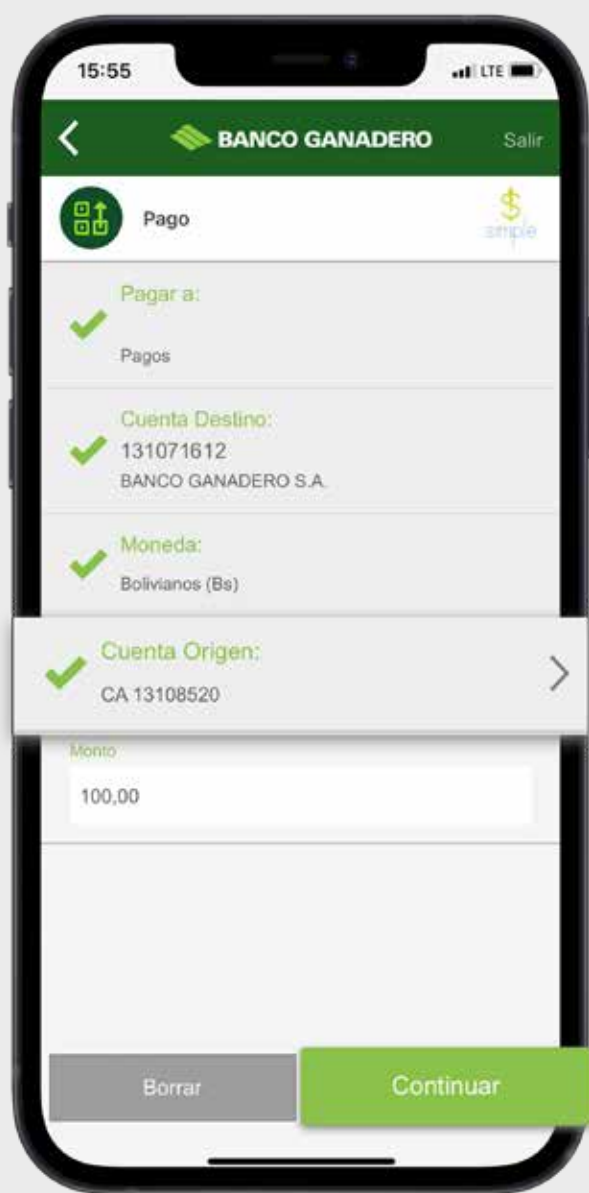 15:55
LTE
BANCO GANADERO
Salir
Pago
$
simple
Pagar a:
Pagos
Cuenta Destino:
131071612
BANCO GANADERO S.A.
Moneda:
Bolivianos (Bs)
Cuenta Origen:
CA 13108520
Monto
100,00
Borrar
Continuar